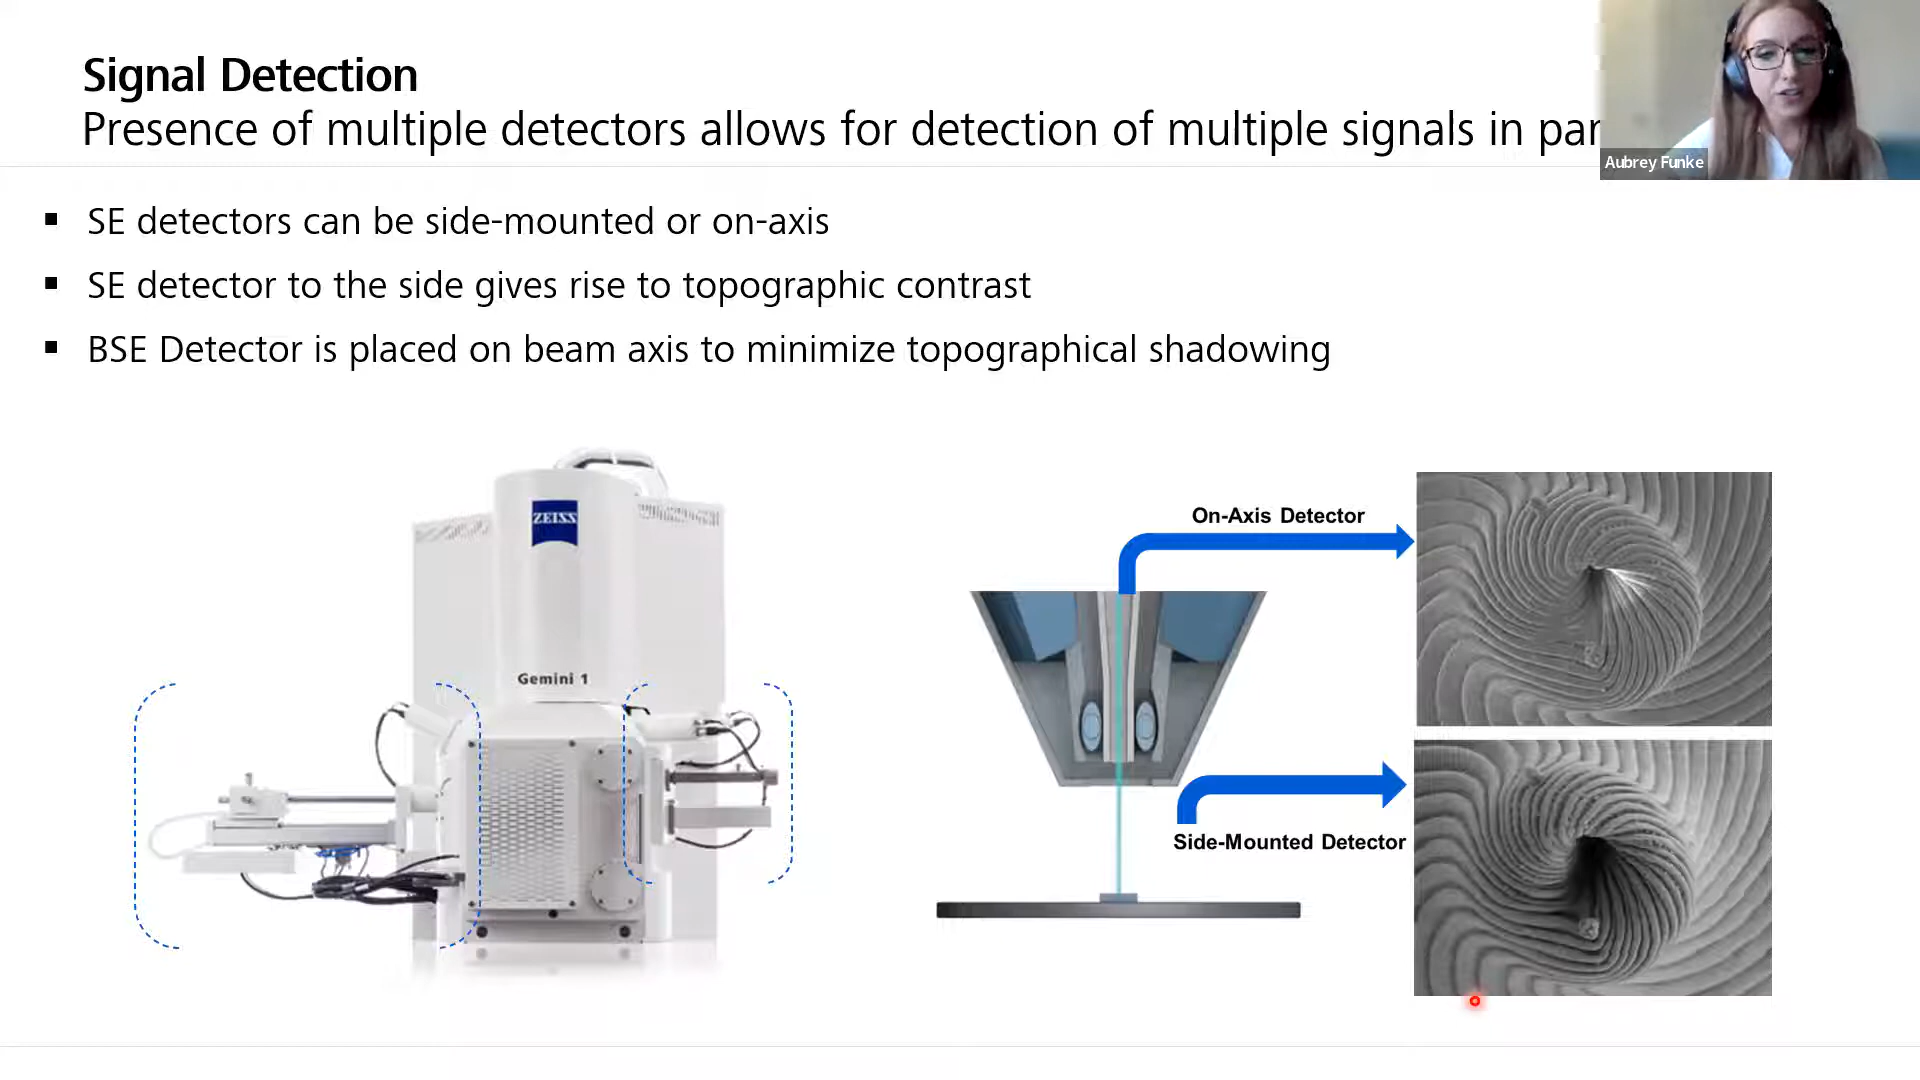 Signal Detection
Presence of multiple detectors allows for detection of multiple signals in par
Aubrey Funke
SE detectors can be side-mounted or on-axis
SE detector to the side gives rise to topographic contrast
BSE Detector is placed on beam axis to minimize topographical shadowing
ZEISS
Gemini 1
On-Axis Detector
Side-Mounted Detector